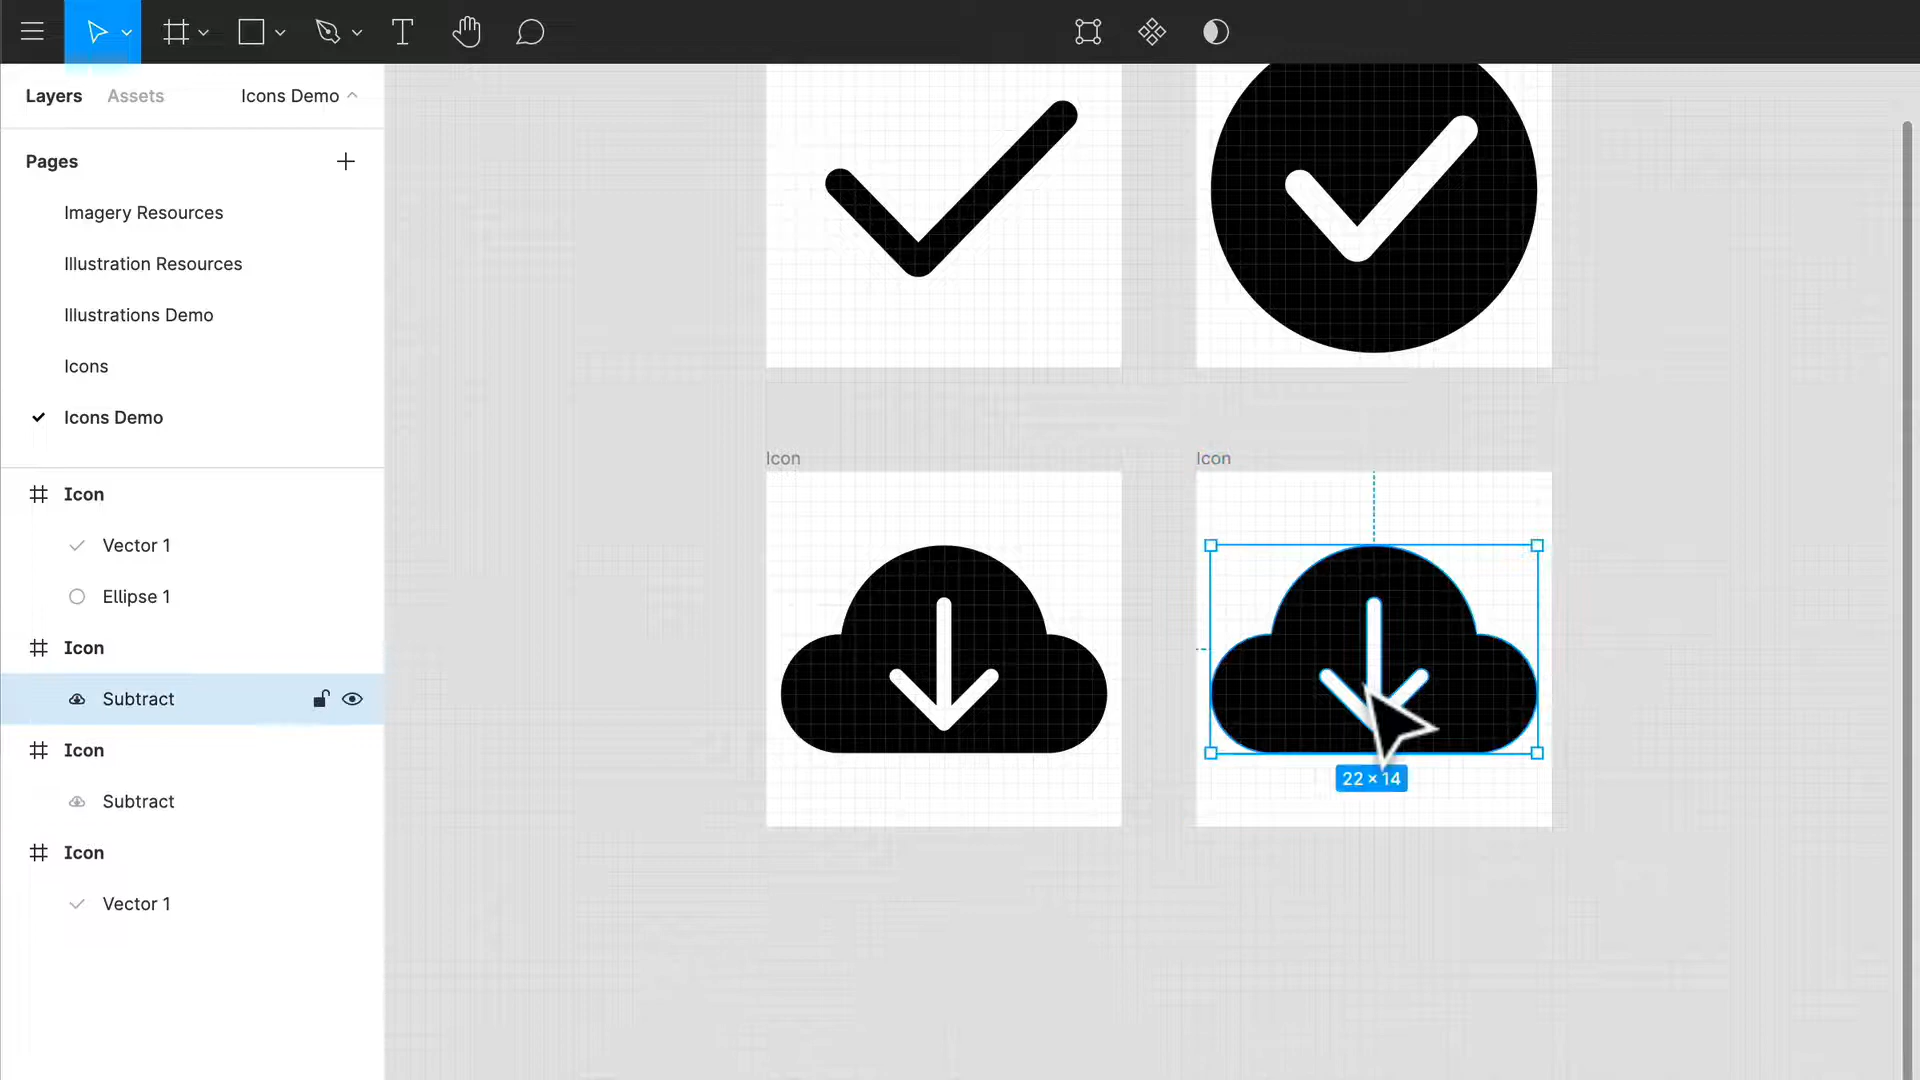 Layers Assets Icons Demo
Pages
Imagery Resources
Illustration Resources
Illustrations Demo
Icons
Icons Demo
Icon
Vector 1
Ellipse 1
Icon
Subtract
Icon
Subtract
Icon
Vector 1
Icon Icon
22 × 14